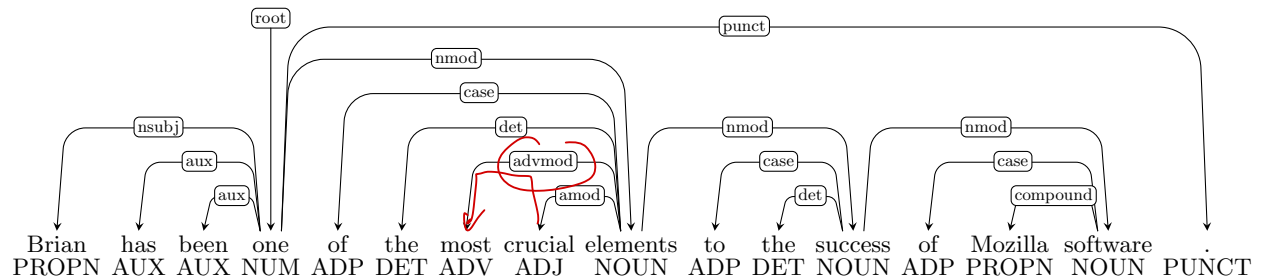 root
punct
nmod
case
nsubj det nmod nmod
aux advmod case case
aux amod det compound
Brian has been one of the most crucial elements to the success of Mozilla software .
PROPN AUX AUX NUM ADP DET ADV ADJ NOUN ADP DET NOUN ADP PROPN NOUN PUNCT